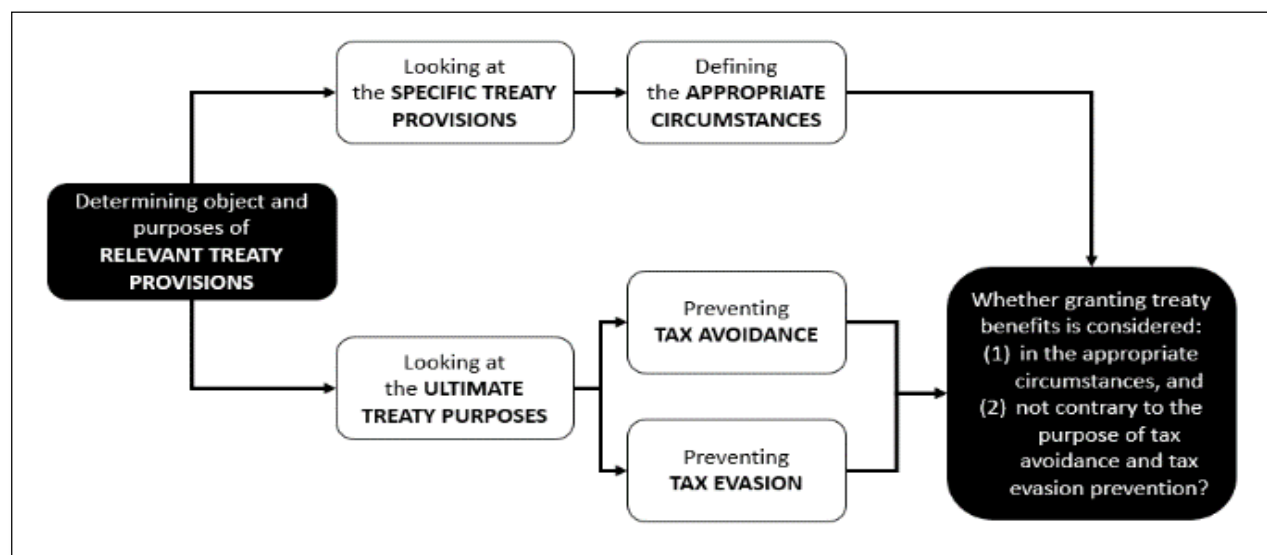 Looking at
the SPECIFIC TREATY
PROVISIONS
Defining
the APPROPRIATE
CIRCUMSTANCES
Determining object and
purposes of
RELEVANT TREATY
PROVISIONS
Looking at
the ULTIMATE
TREATY PURPOSES
Preventing
TAX AVOIDANCE
Preventing
TAX EVASION
Whether granting treaty
benefits is considered:
(1) in the appropriate
circumstances, and
(2) not contrary to the
purpose of tax
avoidance and tax
evasion prevention?